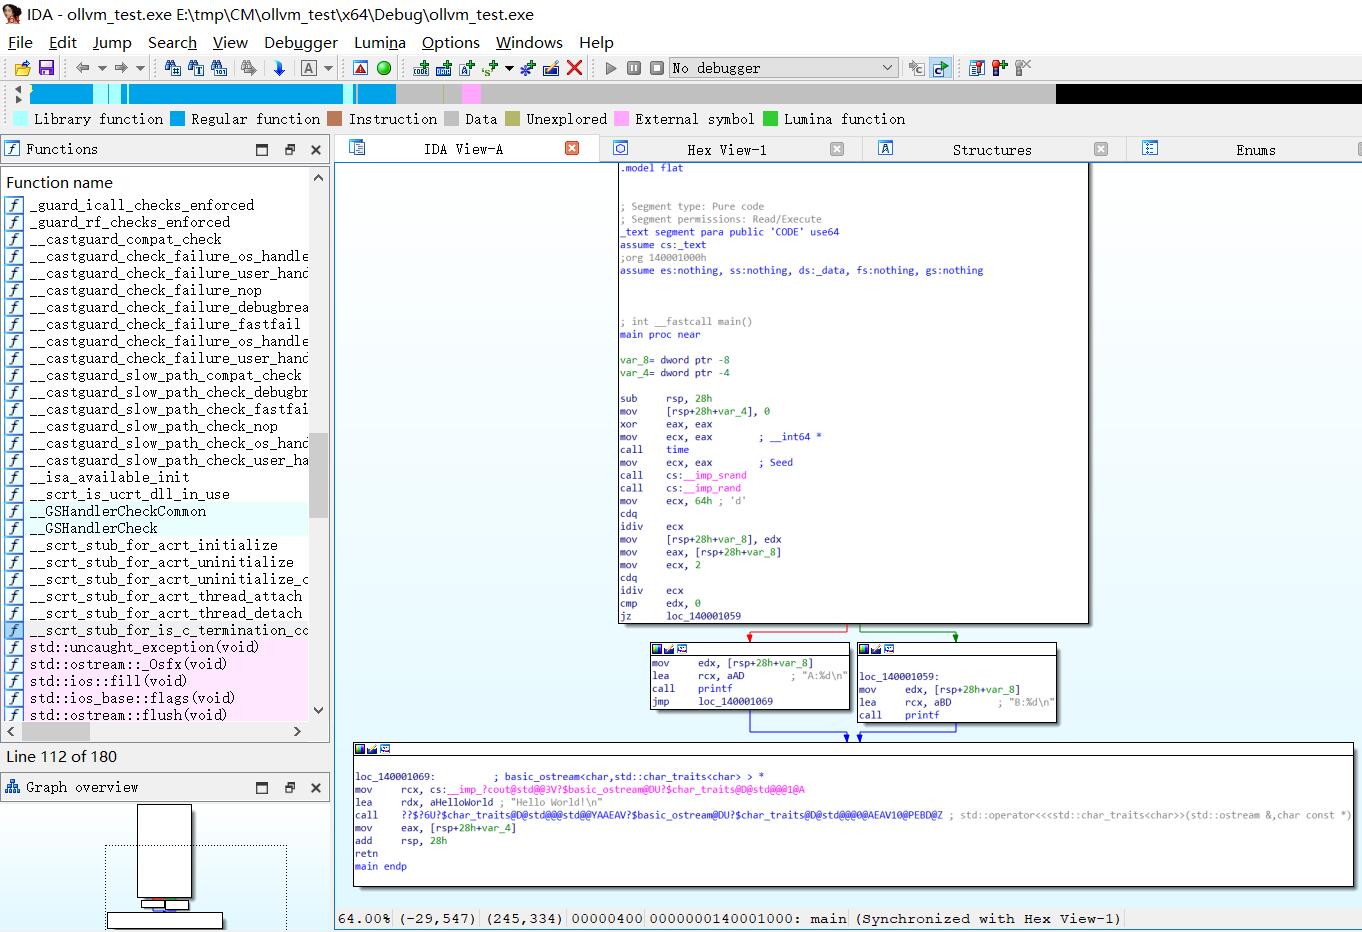 IDA - ollvm_test.exe E:\tmp\CM\ollvm_test\x64\Debug\ollvm_test.exe
File Edit Jump Search View Debugger Lumina Options Windows Help
No debugger
Library function Regular function Instruction Data Unexplored External symbol Lumina function
Functions
IDA View-A
Hex View-1
Structures
Enums
Function name
_guard_icall_checks_enforced
_guard_rf_checks_enforced
__castguard_compat_check
__castguard_check_failure_os_handle
__castguard_check_failure_user_hand
__castguard_check_failure_nop
__castguard_check_failure_debugbrea
__castguard_check_failure_fastfail
__castguard_check_failure_os_handle
__castguard_check_failure_user_hand
__castguard_slow_path_compat_check
__castguard_slow_path_check_debugbr
__castguard_slow_path_check_fastfai
__castguard_slow_path_check_nop
__castguard_slow_path_check_os_hand
__castguard_slow_path_check_user_ha
__isa_available_init
__scrt_is_ucrt_dll_in_use
__GSHandlerCheckCommon
__GSHandlerCheck
__scrt_stub_for_acrt_initialize
__scrt_stub_for_acrt_uninitialize
__scrt_stub_for_acrt_uninitialize_c
__scrt_stub_for_acrt_thread_attach
__scrt_stub_for_acrt_thread_detach
__scrt_stub_for_is_c_termination_co
std::uncaught_exception(void)
std::ostream::_Osfx(void)
std::ios::fill(void)
std::ios_base::flags(void)
std::ostream::flush(void)
Line 112 of 180
Graph overview
.model flat
; Segment type: Pure code
; Segment permissions: Read/Execute
_text segment para public 'CODE' use64
assume cs:_text
;org 140001000h
assume es:nothing, ss:nothing, ds:_data, fs:nothing, gs:nothing
; int __fastcall main()
main proc near
var_8= dword ptr -8
var_4= dword ptr -4
sub rsp, 28h
mov [rsp+28h+var_4], 0
xor eax, eax
mov ecx, eax ; __int64 *
call time
mov ecx, eax ; Seed
call cs:__imp_srand
call cs:__imp_rand
mov ecx, 64h ; 'd'
cdq
idiv ecx
mov [rsp+28h+var_8], edx
mov eax, [rsp+28h+var_8]
mov ecx, 2
cdq
idiv ecx
cmp edx, 0
jz loc_140001059
mov edx, [rsp+28h+var_8]
lea rcx, aAD ; "A:%d\n"
call printf
jmp loc_140001069
loc_140001059:
mov edx, [rsp+28h+var_8]
lea rcx, aBD ; "B:%d\n"
call printf
loc_140001069: ; basic_ostream<char,std::char_traits<char> > *
mov rcx, cs:__imp_?cout@std@@3V?$basic_ostream@DU?$char_traits@D@std@@@1@A
lea rdx, aHelloWorld ; "Hello World!\n"
call ??$?6U?$char_traits@D@std@@@std@@YAAEAV?$basic_ostream@DU?$char_traits@D@std@@@0@AEAV10@PEBD@Z ; std::operator<<<std::char_traits<char>>(std::ostream &,char const *)
mov eax, [rsp+28h+var_4]
add rsp, 28h
retn
main endp
64.00% (-29,547) (245,334) 00000400 0000000140001000: main (Synchronized with Hex View-1)